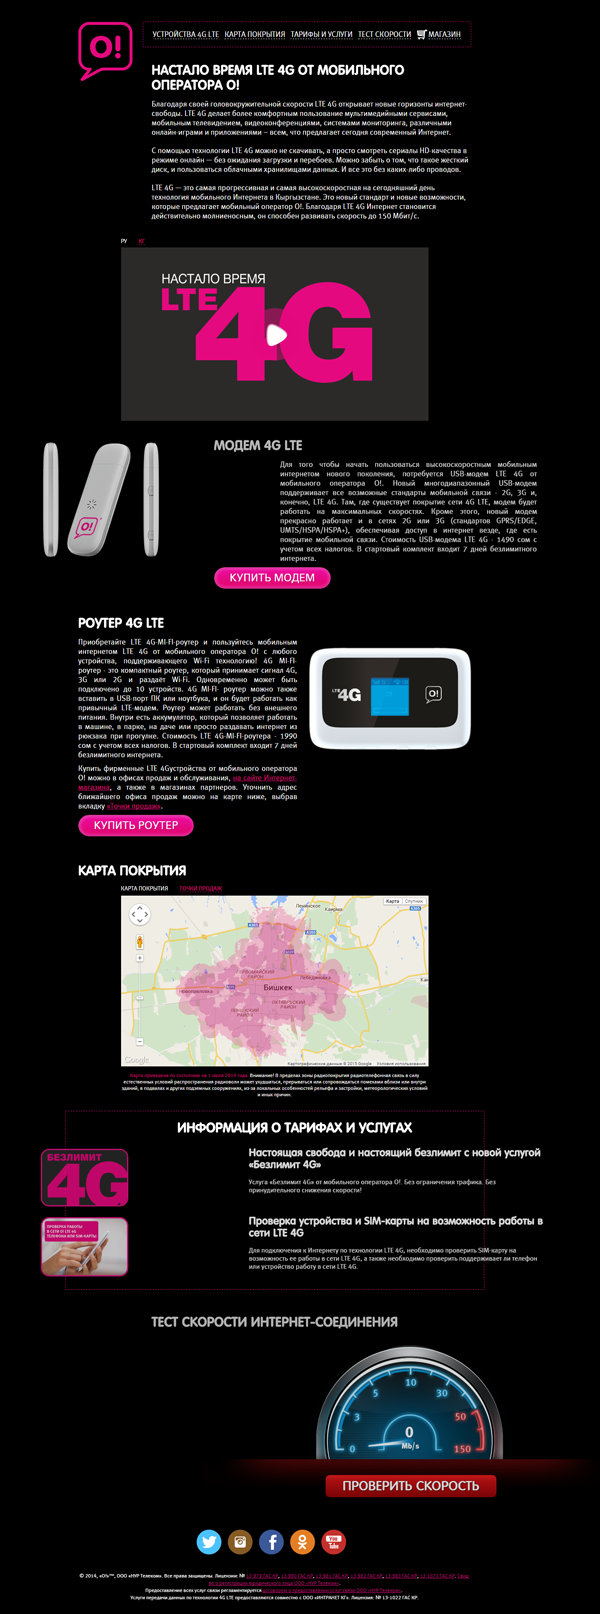 O!
УСТРОЙСТВА 4G LTE КАРТА ПОКРЫТИЯ ТАРИФЫ И УСЛУГИ ТЕСТ СКОРОСТИ МАГАЗИН
НАСТАЛО ВРЕМЯ LTE 4G ОТ МОБИЛЬНОГО
ОПЕРАТОРА О!
Благодаря своей головокружительной скорости LTE 4G открывает новые горизонты интернет-
свободы. LTE 4G делает более комфортным пользование мультимедийными сервисами,
мобильным телевидением, видеоконференциями, системами мониторинга, различными
онлайн-играми и приложениями – всем, что предлагает сегодня современный Интернет.
С помощью технологии LTE 4G можно не скачивать, а просто смотреть сериалы HD-качества в
режиме онлайн — без ожидания загрузки и перебоев. Можно забыть о том, что такое жесткий
диск, и пользоваться облачными хранилищами данных. И все это без каких-либо проводов.
LTE 4G — это самая прогрессивная и самая высокоскоростная на сегодняшний день
технология мобильного Интернета в Кыргызстане. Это новый стандарт и новые возможности,
которые предлагает мобильный оператор О!. Благодаря LTE 4G Интернет становится
действительно молниеносным, он способен развивать скорость до 150 Мбит/с.
РУ КГ
НАСТАЛО ВРЕМЯ
LTE 4G
МОДЕМ 4G LTE
Для того чтобы начать пользоваться высокоскоростным мобильным
интернетом нового поколения, потребуется USB-модем LTE 4G от
мобильного оператора О!. Новый многодиапазонный USB-модем
поддерживает все возможные стандарты мобильной связи - 2G, 3G и,
конечно, LTE 4G. Там, где существует покрытие сети 4G LTE, модем будет
работать на максимальных скоростях. Кроме этого, новый модем
прекрасно работает и в сетях 2G или 3G (стандартов GPRS/EDGE,
UMTS/HSPA/HSPA+), обеспечивая доступ в интернет везде, где есть
покрытие мобильной связи. Стоимость USB-модема LTE 4G - 1490 сом с
учетом всех налогов. В стартовый комплект входит 7 дней безлимитного
интернета.
O!
КУПИТЬ МОДЕМ
РОУТЕР 4G LTE
Приобретайте LTE 4G-MI-FI-роутер и пользуйтесь мобильным
интернетом LTE 4G от мобильного оператора О! с любого
устройства, поддерживающего Wi-Fi технологию! 4G MI-FI-
роутер - это компактный роутер, который принимает сигнал 4G,
3G или 2G и раздаёт Wi-Fi. Одновременно может быть
подключено до 10 устройств. 4G MI-FI- роутер можно также
вставить в USB-порт ПК или ноутбука, и он будет работать как
привычный LTE-модем. Роутер может работать без внешнего
питания. Внутри есть аккумулятор, который позволяет работать
в машине, в парке, на даче или просто раздавать интернет из
рюкзака при прогулке. Стоимость LTE 4G-MI-FI-роутера - 1990
сом с учетом всех налогов. В стартовый комплект входит 7 дней
безлимитного интернета.
LTE 4G O!
Купить фирменные LTE 4Gустройства от мобильного оператора
О! можно в офисах продаж и обслуживания, на сайте Интернет-
магазина, а также в магазинах партнеров. Уточнить адрес
ближайшего офиса продаж можно на карте ниже, выбрав
вкладку «Точки продаж».
КУПИТЬ РОУТЕР
КАРТА ПОКРЫТИЯ
КАРТА ПОКРЫТИЯ ТОЧКИ ПРОДАЖ
Карта Спутник
Бишкек
Google
Внимание! В пределах зоны радиопокрытия радиотелефонная связь в силу
естественных условий распространения радиоволн может ухудшаться, прерываться или сопровождаться помехами вблизи или внутри
зданий, в подвалах и других подземных сооружениях, из-за локальных особенностей рельефа и застройки, метеорологических условий
и иных причин.
ИНФОРМАЦИЯ О ТАРИФАХ И УСЛУГАХ
БЕЗЛИМИТ
4G
Настоящая свобода и настоящий безлимит с новой услугой
«Безлимит 4G»
Услуга «Безлимит 4G» от мобильного оператора О!. Без ограничения трафика. Без
принудительного снижения скорости!
ПРОВЕРКА РАБОТЫ
В СЕТИ О! LTE 4G
ТЕЛЕФОНА ИЛИ SIM-КАРТЫ
Проверка устройства и SIM-карты на возможность работы в
сети LTE 4G
Для подключения к Интернету по технологии LTE 4G, необходимо проверить SIM-карту на
возможность ее работы в сети LTE 4G, а также необходимо проверить поддерживает ли телефон
или устройство работу в сети LTE 4G.
ТЕСТ СКОРОСТИ ИНТЕРНЕТ-СОЕДИНЕНИЯ
0 3 5 10 30 50 150
0
Mb/s
ПРОВЕРИТЬ СКОРОСТЬ
You
Tube
© 2014, «О!»™, ООО «НУР Телеком». Все права защищены. Лицензии: №
Предоставление всех услуг связи регламентируется
Услуги передачи данных по технологии 4G LTE предоставляются совместно с ООО «ИНТРАНЕТ КГ». Лицензия: № 13-1022 ГАС КР.